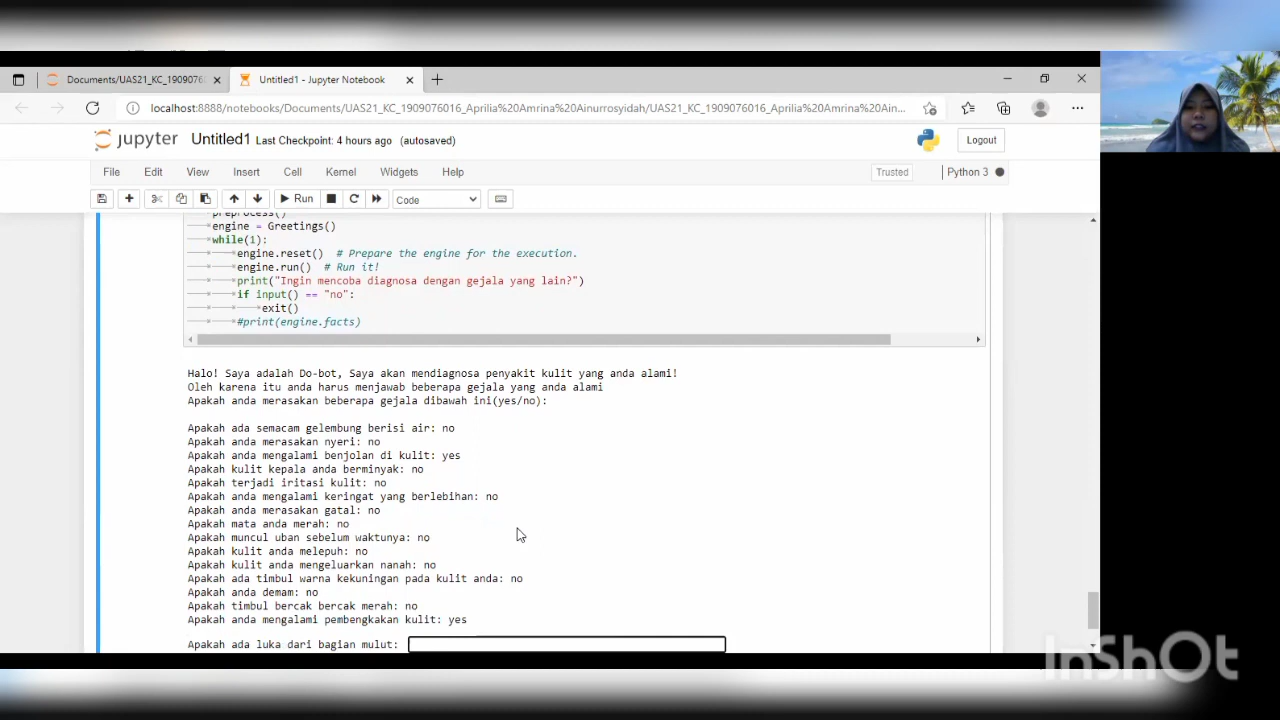 Documents/UAS21_KC_19090760
Untitled1 - Jupyter Notebook
localhost:8888/notebooks/Documents/UAS21_KC_1909076016_Aprilia%20Amrina%20Ainurrosyidah/UAS21_KC_1909076016_Aprilia%20Amrina%20Ain...
jupyter Untitled1 Last Checkpoint: 4 hours ago (autosaved)
Logout
File Edit View Insert Cell Kernel Widgets Help
Trusted
Python 3
Run
Code
preprocess()
engine = Greetings()
while(1):
engine.reset() # Prepare the engine for the execution.
engine.run() # Run it!
print("Ingin mencoba diagnosa dengan gejala yang lain?")
if input() == "no":
exit()
#print(engine.facts)
Halo! Saya adalah Do-bot, Saya akan mendiagnosa penyakit kulit yang anda alami!
Oleh karena itu anda harus menjawab beberapa gejala yang anda alami
Apakah anda merasakan beberapa gejala dibawah ini(yes/no):
Apakah ada semacam gelembung berisi air: no
Apakah anda merasakan nyeri: no
Apakah anda mengalami benjolan di kulit: yes
Apakah kulit kepala anda berminyak: no
Apakah terjadi iritasi kulit: no
Apakah anda mengalami keringat yang berlebihan: no
Apakah anda merasakan gatal: no
Apakah mata anda merah: no
Apakah muncul uban sebelum waktunya: no
Apakah kulit anda melepuh: no
Apakah kulit anda mengeluarkan nanah: no
Apakah ada timbul warna kekuningan pada kulit anda: no
Apakah anda demam: no
Apakah timbul bercak bercak merah: no
Apakah anda mengalami pembengkakan kulit: yes
Apakah ada luka dari bagian mulut:
InShOt